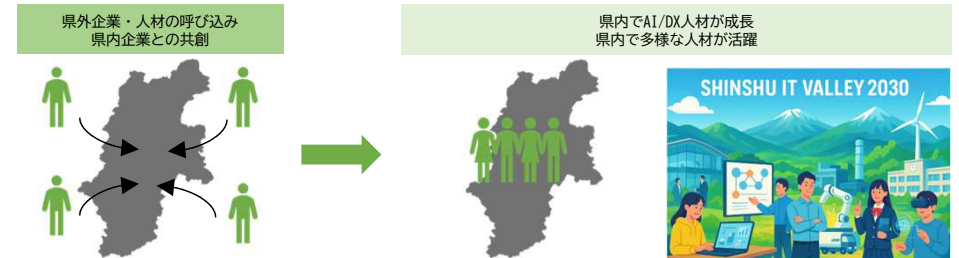 県外企業・人材の呼び込み
県内企業との共創
県内でAI/DX人材が成長
県内で多様な人材が活躍
SHINSHU IT VALLEY 2030